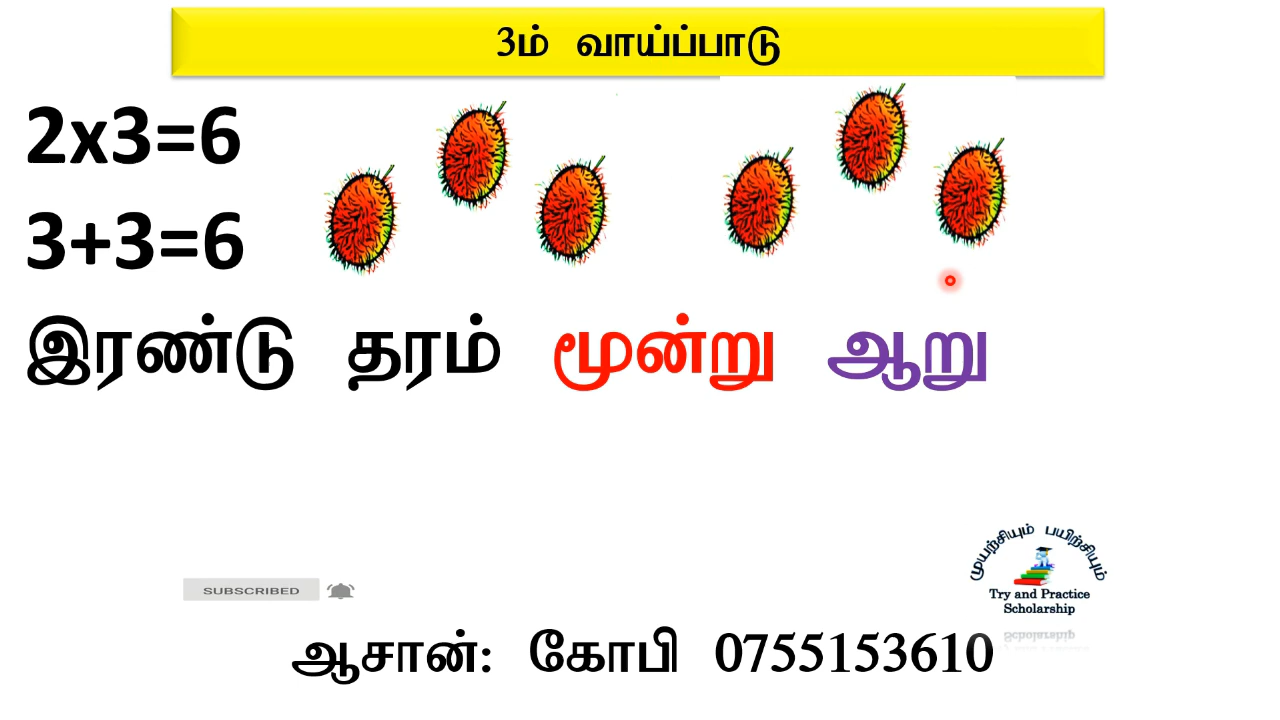 3ம் வாய்ப்பாடு
2x3=6
3+3=6
இரண்டு தரம் மூன்று ஆறு
முயற்சியும் பயிற்சியும்
Try and Practice
Scholarship
SUBSCRIBED
ஆசான்: கோபி 0755153610